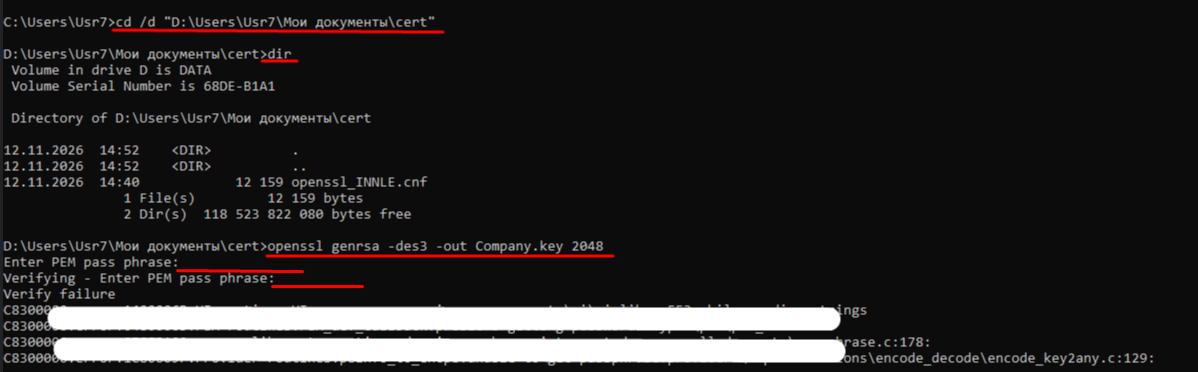 C:\Users\Usr7>cd /d "D:\Users\Usr7\Мои документы\cert"
D:\Users\Usr7\Мои документы\cert>dir
Volume in drive D is DATA
Volume Serial Number is 68DE-B1A1
Directory of D:\Users\Usr7\Мои документы\cert
12.11.2026 14:52 <DIR> .
12.11.2026 14:52 <DIR> ..
12.11.2026 14:40 12 159 openssl_INNLE.cnf
1 File(s) 12 159 bytes
2 Dir(s) 118 523 822 080 bytes free
D:\Users\Usr7\Мои документы\cert>openssl genrsa -des3 -out Company.key 2048
Enter PEM pass phrase:
Verifying - Enter PEM pass phrase:
Verify failure
ings
hrase.c:178:
ons\encode_decode\encode_key2any.c:129: